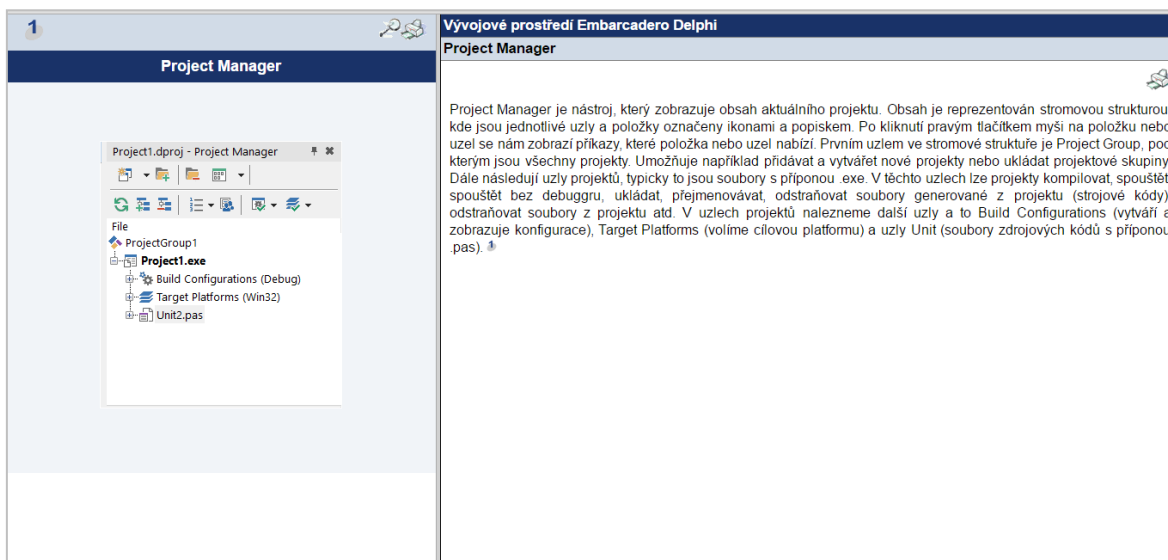 1
Project Manager
Project1.dproj - Project Manager
File
ProjectGroup1
Project1.exe
Build Configurations (Debug)
Target Platforms (Win32)
Unit2.pas
Vývojové prostředí Embarcadero Delphi
Project Manager
Project Manager je nástroj, který zobrazuje obsah aktuálního projektu. Obsah je reprezentován stromovou strukturou
kde jsou jednotlivé uzly a položky označeny ikonami a popiskem. Po kliknutí pravým tlačítkem myši na položku nebo
uzel se nám zobrazí příkazy, které položka nebo uzel nabízí. Prvním uzlem ve stromové struktuře je Project Group, pod
kterým jsou všechny projekty. Umožňuje například přidávat a vytvářet nové projekty nebo ukládat projektové skupiny
Dále následují uzly projektů, typicky to jsou soubory s příponou .exe. V těchto uzlech lze projekty kompilovat, spouštět
spouštět bez debuggru, ukládat, přejmenovávat, odstraňovat soubory generované z projektu (strojové kódy)
odstraňovat soubory z projektu atd. V uzlech projektů nalezneme další uzly a to Build Configurations (vytváří a
zobrazuje konfigurace), Target Platforms (volíme cílovou platformu) a uzly Unit (soubory zdrojových kódů s příponou
.pas). 1